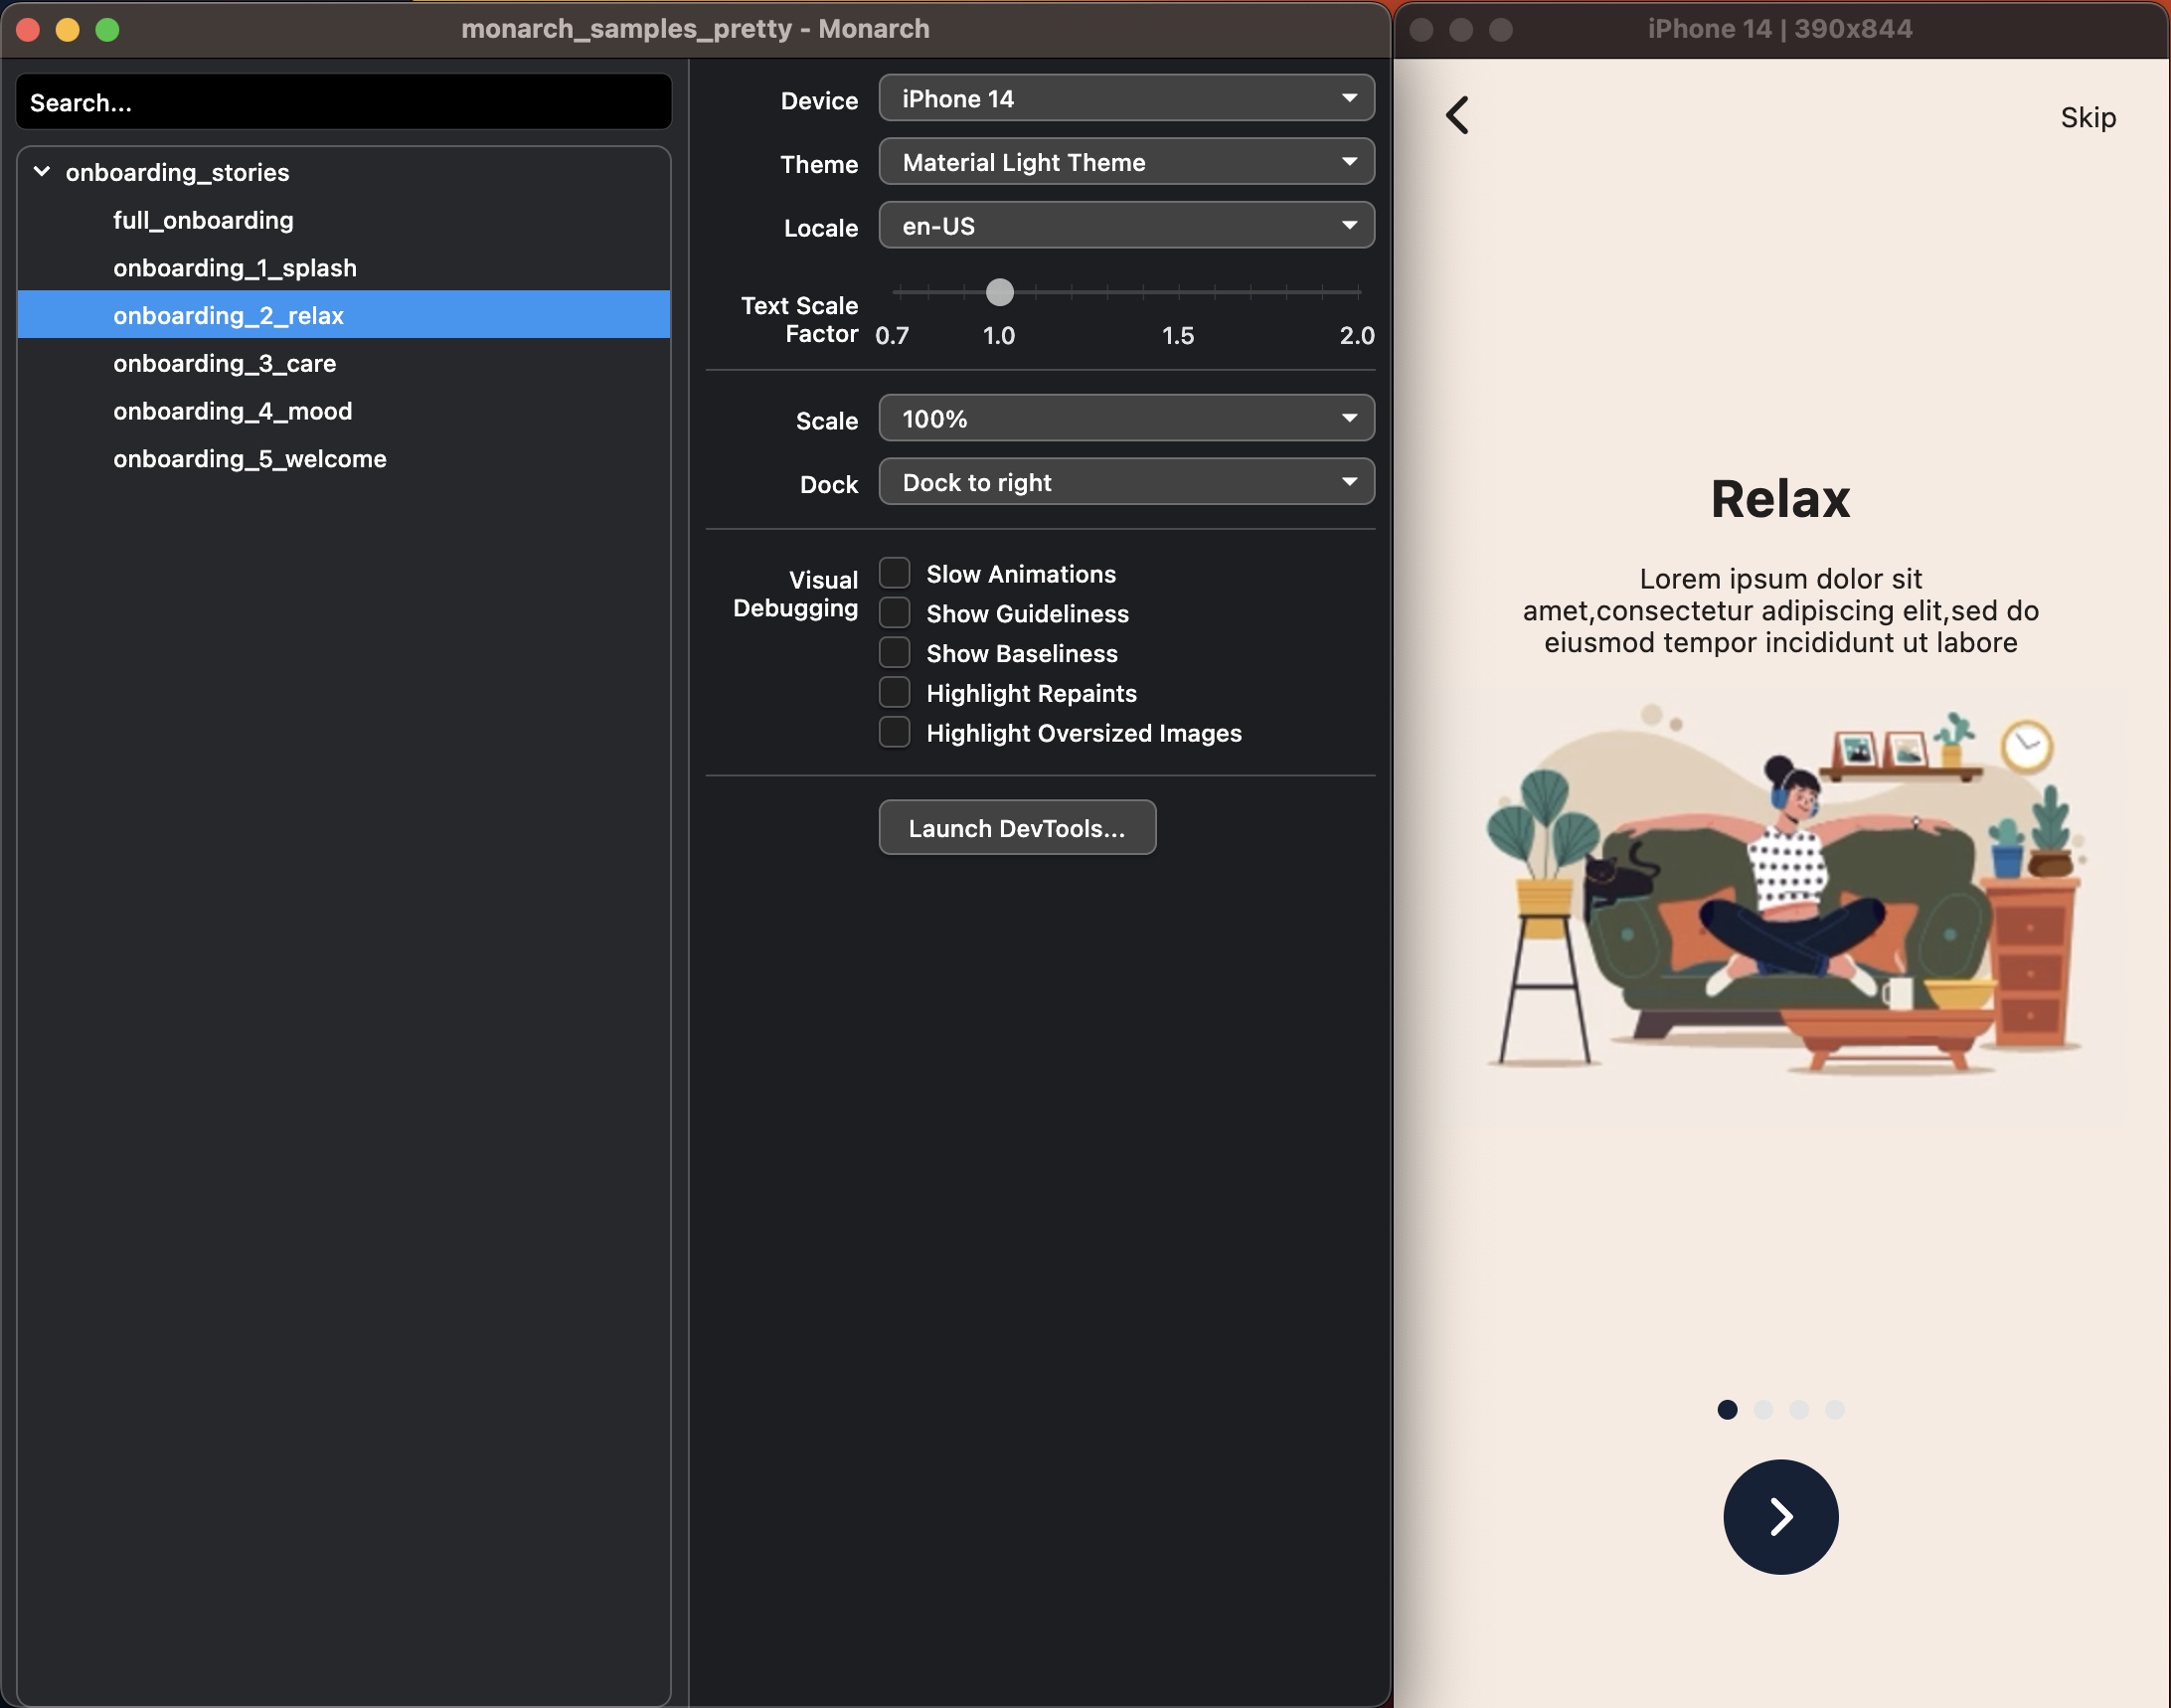 monarch_samples_pretty - Monarch
Search...
onboarding_stories
full_onboarding
onboarding_1_splash
onboarding_2_relax
onboarding_3_care
onboarding_4_mood
onboarding_5_welcome
Device
iPhone 14
Theme
Material Light Theme
Locale
en-US
Text Scale
Factor
0.7
1.0
1.5
2.0
Scale
100%
Dock
Dock to right
Visual
Debugging
Slow Animations
Show Guideliness
Show Baseliness
Highlight Repaints
Highlight Oversized Images
Launch DevTools...
iPhone 14 | 390x844
Skip
Relax
Lorem ipsum dolor sit
amet,consectetur adipiscing elit,sed do
eiusmod tempor incididunt ut labore